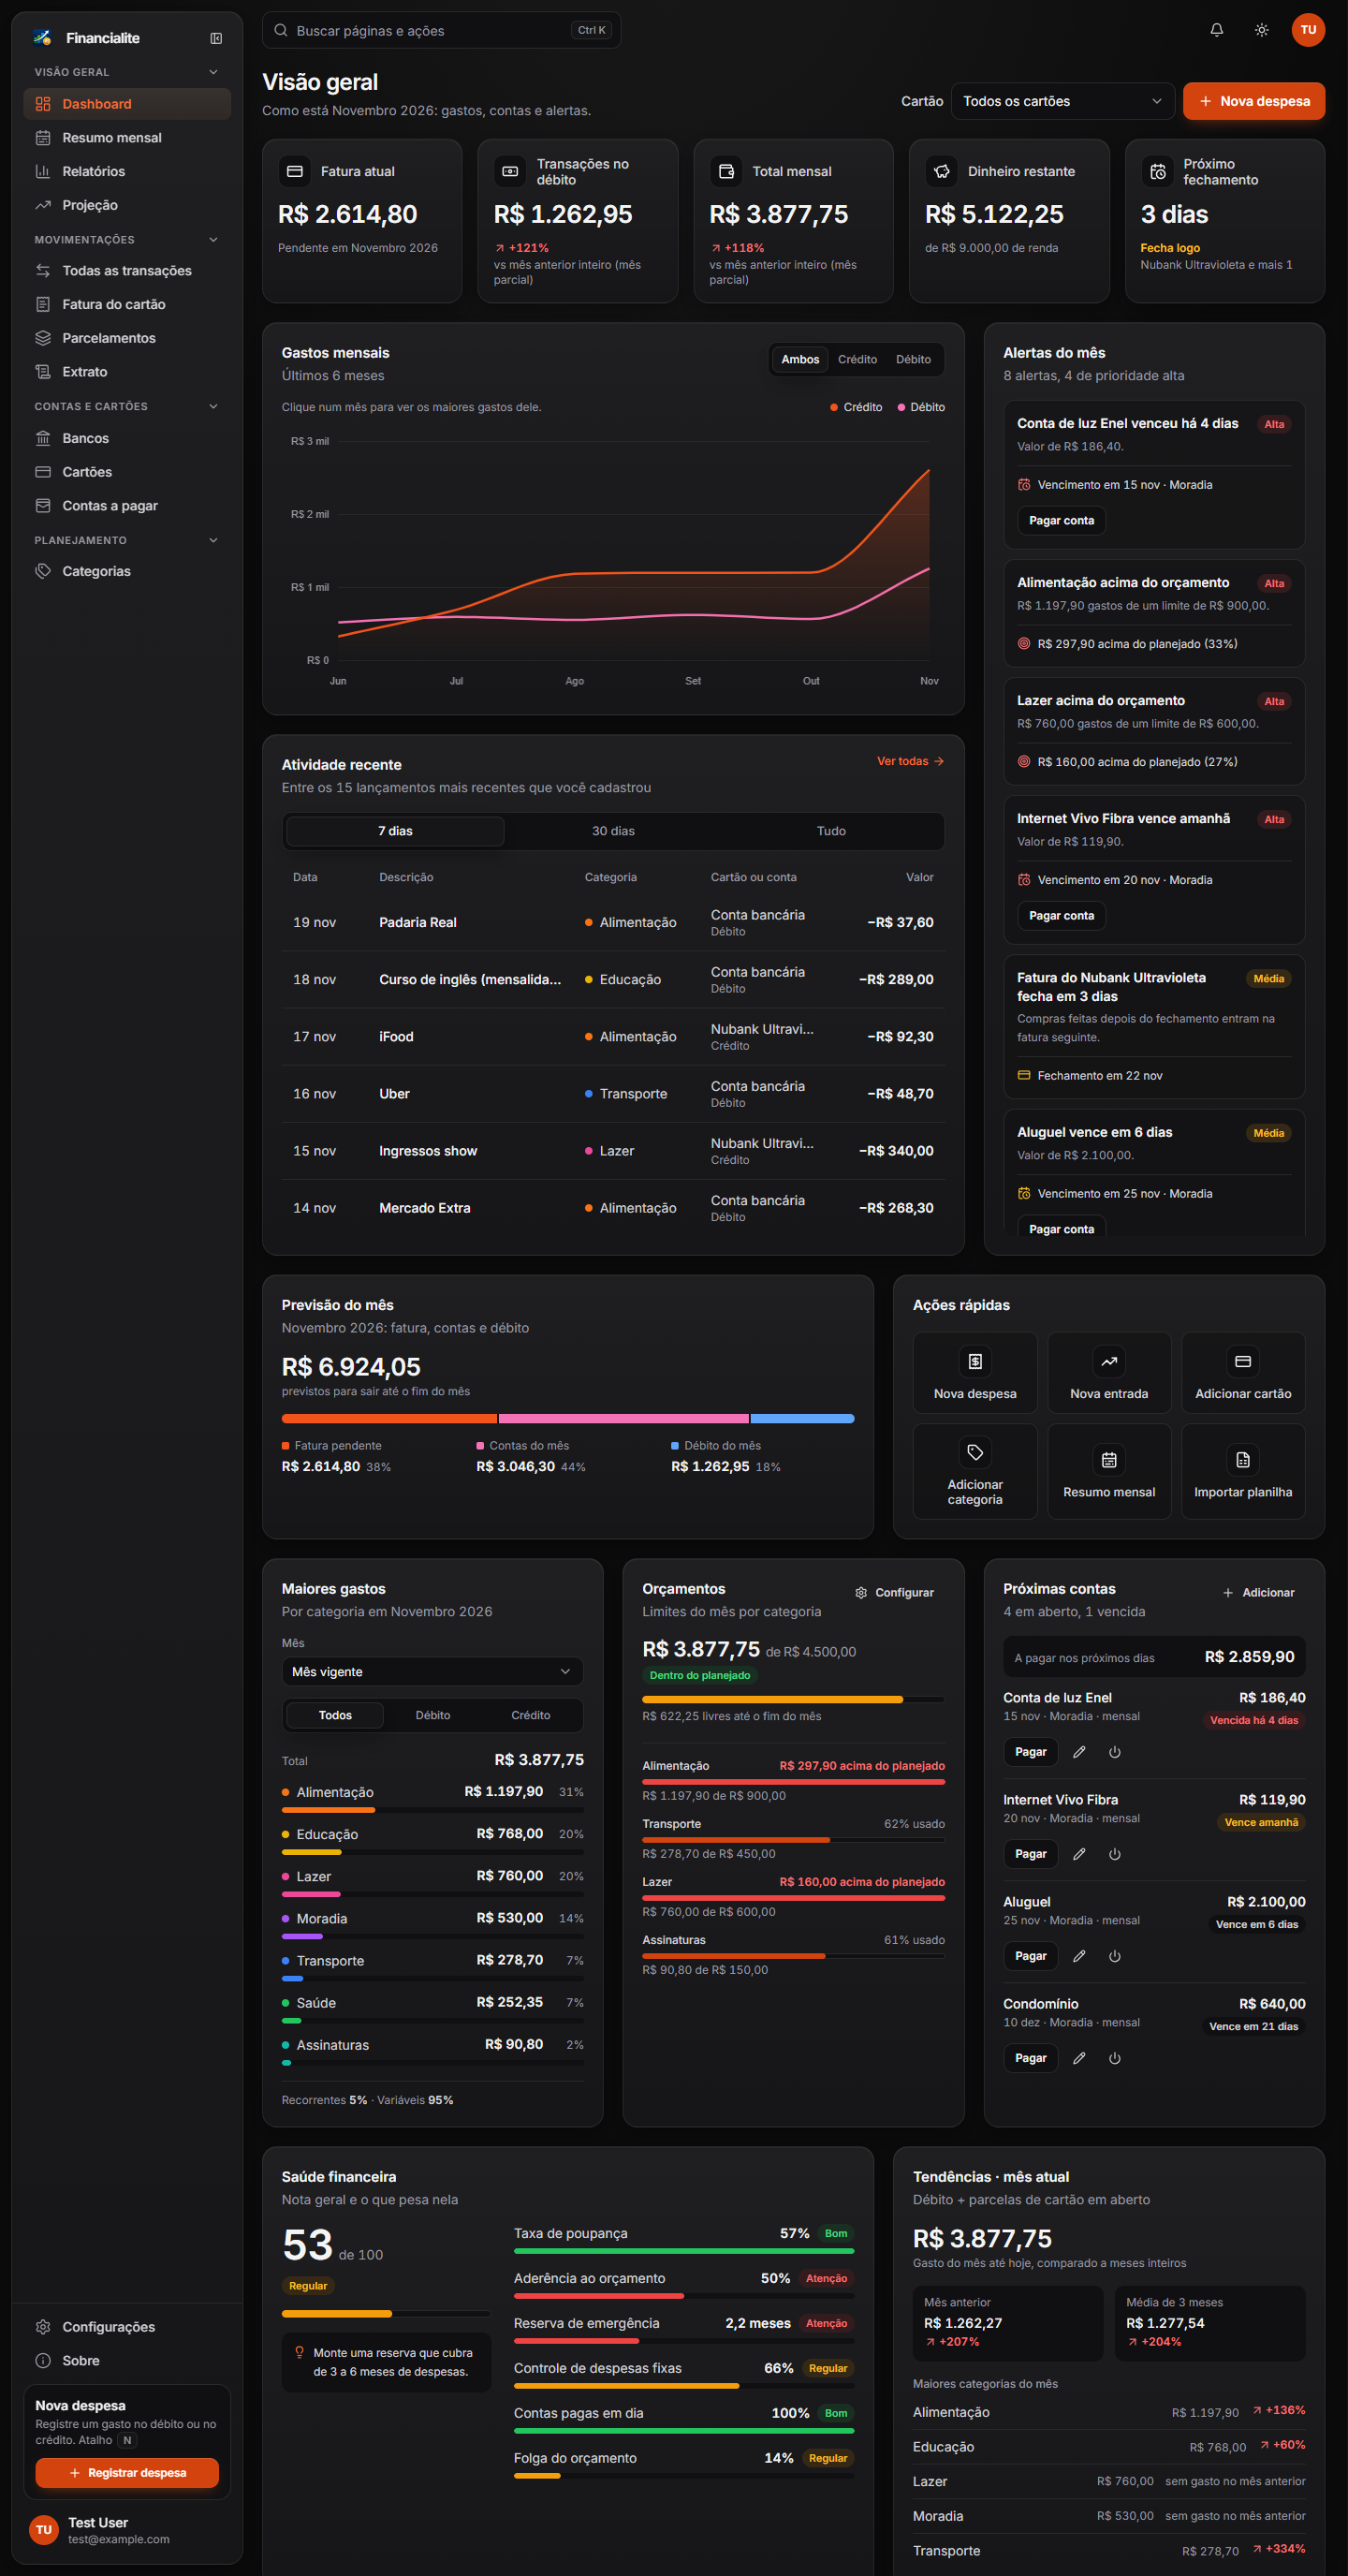 Financialite
VISÃO GERAL
Dashboard
Resumo mensal
Relatórios
Projeção
MOVIMENTAÇÕES
Todas as transações
Fatura do cartão
Parcelamentos
Extrato
CONTAS E CARTÕES
Bancos
Cartões
Contas a pagar
PLANEJAMENTO
Categorias
Configurações
Sobre
Nova despesa
Registre um gasto no débito ou no
crédito. Atalho N
Registrar despesa
TU
Test User
test@example.com
Buscar páginas e ações
Ctrl K
TU
Visão geral
Como está Novembro 2026: gastos, contas e alertas.
Cartão
Todos os cartões
Nova despesa
Fatura atual
R$ 2.614,80
Pendente em Novembro 2026
Transações no
débito
R$ 1.262,95
+121%
vs mês anterior inteiro (mês
parcial)
Total mensal
R$ 3.877,75
+118%
vs mês anterior inteiro (mês
parcial)
Dinheiro restante
R$ 5.122,25
de R$ 9.000,00 de renda
Próximo
fechamento
3 dias
Fecha logo
Nubank Ultravioleta e mais 1
Gastos mensais
Últimos 6 meses
Ambos Crédito Débito
Clique num mês para ver os maiores gastos dele.
Crédito Débito
R$ 3 mil
R$ 2 mil
R$ 1 mil
R$ 0
Jun Jul Ago Set Out Nov
Alertas do mês
8 alertas, 4 de prioridade alta
Conta de luz Enel venceu há 4 dias Alta
Valor de R$ 186,40.
Vencimento em 15 nov · Moradia
Pagar conta
Alimentação acima do orçamento Alta
R$ 1.197,90 gastos de um limite de R$ 900,00.
R$ 297,90 acima do planejado (33%)
Lazer acima do orçamento Alta
R$ 760,00 gastos de um limite de R$ 600,00.
R$ 160,00 acima do planejado (27%)
Internet Vivo Fibra vence amanhã Alta
Valor de R$ 119,90.
Vencimento em 20 nov · Moradia
Pagar conta
Fatura do Nubank Ultravioleta Média
fecha em 3 dias
Compras feitas depois do fechamento entram na
fatura seguinte.
Fechamento em 22 nov
Aluguel vence em 6 dias Média
Valor de R$ 2.100,00.
Vencimento em 25 nov · Moradia
Pagar conta
Atividade recente
Ver todas
Entre os 15 lançamentos mais recentes que você cadastrou
7 dias 30 dias Tudo
Data Descrição Categoria Cartão ou conta Valor
19 nov Padaria Real Alimentação Conta bancária −R$ 37,60
Débito
18 nov Curso de inglês (mensalida... Educação Conta bancária −R$ 289,00
Débito
17 nov iFood Alimentação Nubank Ultravi... −R$ 92,30
Crédito
16 nov Uber Transporte Conta bancária −R$ 48,70
Débito
15 nov Ingressos show Lazer Nubank Ultravi... −R$ 340,00
Crédito
14 nov Mercado Extra Alimentação Conta bancária −R$ 268,30
Débito
Previsão do mês
Novembro 2026: fatura, contas e débito
R$ 6.924,05
previstos para sair até o fim do mês
Fatura pendente Contas do mês Débito do mês
R$ 2.614,80 38% R$ 3.046,30 44% R$ 1.262,95 18%
Ações rápidas
Nova despesa
Nova entrada
Adicionar cartão
Adicionar
categoria
Resumo mensal
Importar planilha
Maiores gastos
Por categoria em Novembro 2026
Mês
Mês vigente
Todos Débito Crédito
Total R$ 3.877,75
Alimentação R$ 1.197,90 31%
Educação R$ 768,00 20%
Lazer R$ 760,00 20%
Moradia R$ 530,00 14%
Transporte R$ 278,70 7%
Saúde R$ 252,35 7%
Assinaturas R$ 90,80 2%
Recorrentes 5% · Variáveis 95%
Orçamentos
Configurar
Limites do mês por categoria
R$ 3.877,75 de R$ 4.500,00
Dentro do planejado
R$ 622,25 livres até o fim do mês
Alimentação R$ 297,90 acima do planejado
R$ 1.197,90 de R$ 900,00
Transporte 62% usado
R$ 278,70 de R$ 450,00
Lazer R$ 160,00 acima do planejado
R$ 760,00 de R$ 600,00
Assinaturas 61% usado
R$ 90,80 de R$ 150,00
Próximas contas
Adicionar
4 em aberto, 1 vencida
A pagar nos próximos dias R$ 2.859,90
Conta de luz Enel R$ 186,40
15 nov · Moradia · mensal Vencida há 4 dias
Pagar
Internet Vivo Fibra R$ 119,90
20 nov · Moradia · mensal Vence amanhã
Pagar
Aluguel R$ 2.100,00
25 nov · Moradia · mensal Vence em 6 dias
Pagar
Condomínio R$ 640,00
10 dez · Moradia · mensal Vence em 21 dias
Pagar
Saúde financeira
Nota geral e o que pesa nela
53 de 100
Regular
Monte uma reserva que cubra
de 3 a 6 meses de despesas.
Taxa de poupança 57% Bom
Aderência ao orçamento 50% Atenção
Reserva de emergência 2,2 meses Atenção
Controle de despesas fixas 66% Regular
Contas pagas em dia 100% Bom
Folga do orçamento 14% Regular
Tendências · mês atual
Débito + parcelas de cartão em aberto
R$ 3.877,75
Gasto do mês até hoje, comparado a meses inteiros
Mês anterior
R$ 1.262,27
+207%
Média de 3 meses
R$ 1.277,54
+204%
Maiores categorias do mês
Alimentação R$ 1.197,90 +136%
Educação R$ 768,00 +60%
Lazer R$ 760,00 sem gasto no mês anterior
Moradia R$ 530,00 sem gasto no mês anterior
Transporte R$ 278,70 +334%